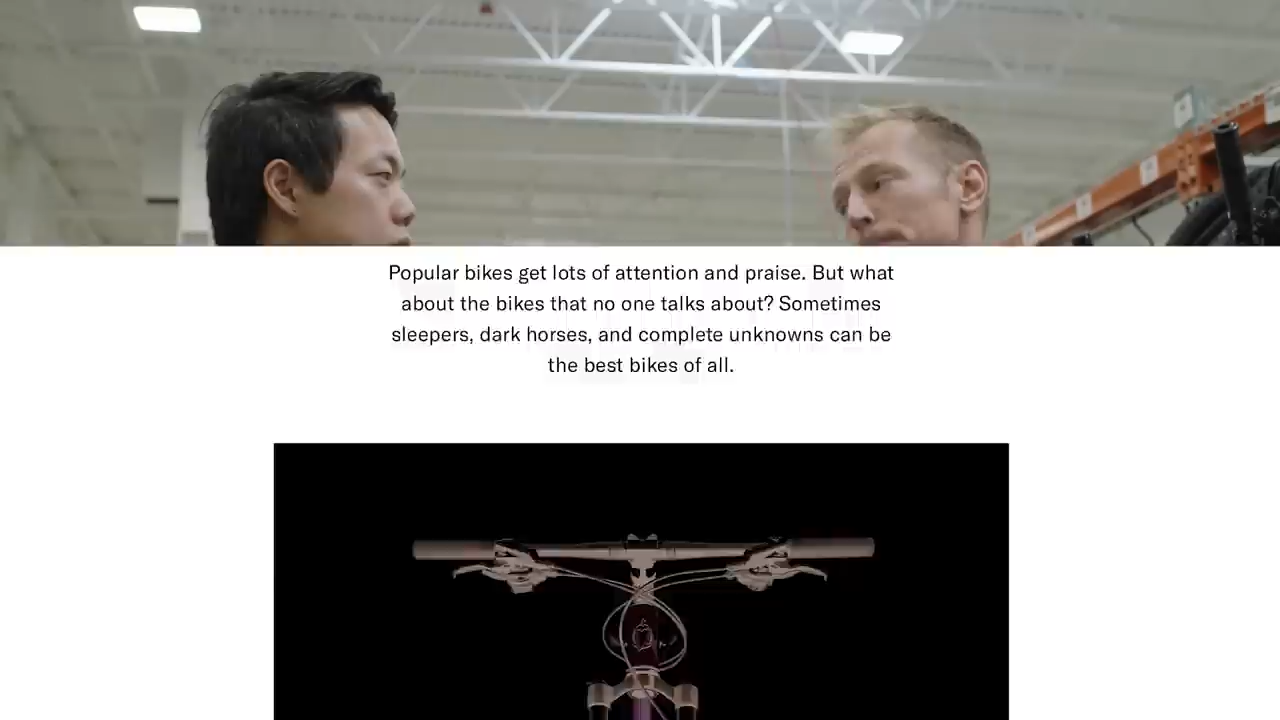 Popular bikes get lots of attention and praise. But what
about the bikes that no one talks about? Sometimes
sleepers, dark horses, and complete unknowns can be
the best bikes of all.